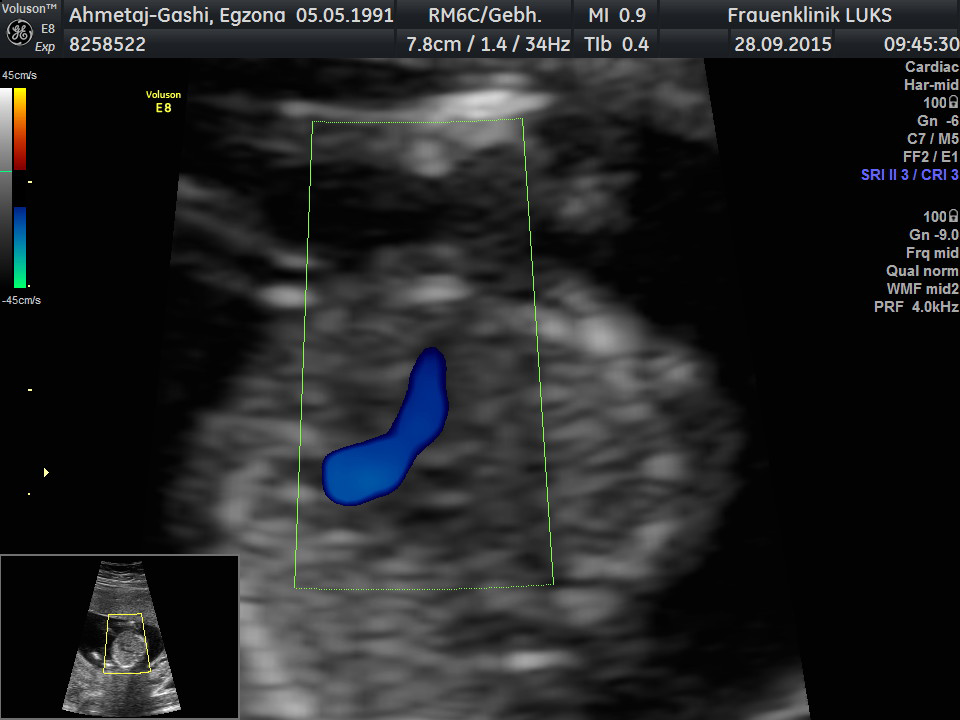 Voluson™
E8
Exp
Ahmetaj-Gashi, Egzona 05.05.1991
8258522
RM6C/Gebh.
7.8cm / 1.4 / 34Hz
MI 0.9
TIb 0.4
Frauenklinik LUKS
28.09.2015 09:45:30
45cm/s
-45cm/s
Voluson
E8
Cardiac
Har-mid
100
Gn -6
C7 / M5
FF2 / E1
SRI II 3 / CRI 3
100
Gn -9.0
Frq mid
Qual norm
WMF mid2
PRF 4.0kHz